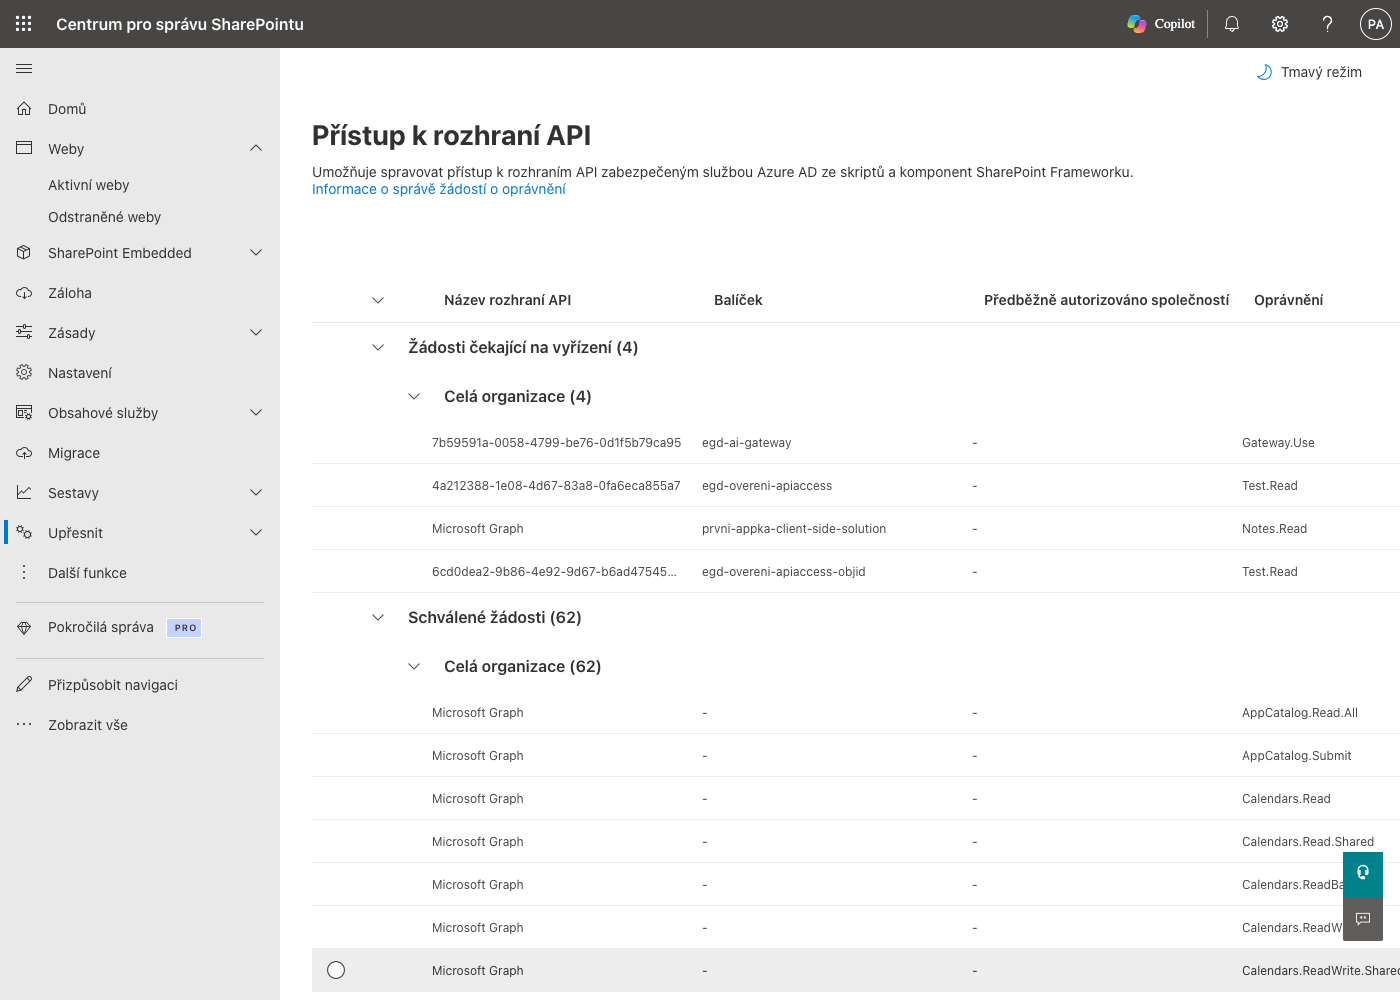 Centrum pro správu SharePointu
Copilot
PA
Tmavý režim
Domů
Weby
Aktivní weby
Odstraněné weby
SharePoint Embedded
Záloha
Zásady
Nastavení
Obsahové služby
Migrace
Sestavy
Upřesnit
Další funkce
Pokročilá správa PRO
Přizpůsobit navigaci
Zobrazit vše
Přístup k rozhraní API
Umožňuje spravovat přístup k rozhraním API zabezpečeným službou Azure AD ze skriptů a komponent SharePoint Frameworku.
Informace o správě žádostí o oprávnění
Název rozhraní API Balíček Předběžně autorizováno společností Oprávnění
Žádosti čekající na vyřízení (4)
Celá organizace (4)
7b59591a-0058-4799-be76-0d1f5b79ca95 egd-ai-gateway - Gateway.Use
4a212388-1e08-4d67-83a8-0fa6eca855a7 egd-overeni-apiaccess - Test.Read
Microsoft Graph prvni-appka-client-side-solution - Notes.Read
6cd0dea2-9b86-4e92-9d67-b6ad47545... egd-overeni-apiaccess-objid - Test.Read
Schválené žádosti (62)
Celá organizace (62)
Microsoft Graph - - AppCatalog.Read.All
Microsoft Graph - - AppCatalog.Submit
Microsoft Graph - - Calendars.Read
Microsoft Graph - - Calendars.Read.Shared
Microsoft Graph - - Calendars.ReadBa
Microsoft Graph - - Calendars.ReadW
Microsoft Graph - - Calendars.ReadWrite.Shared